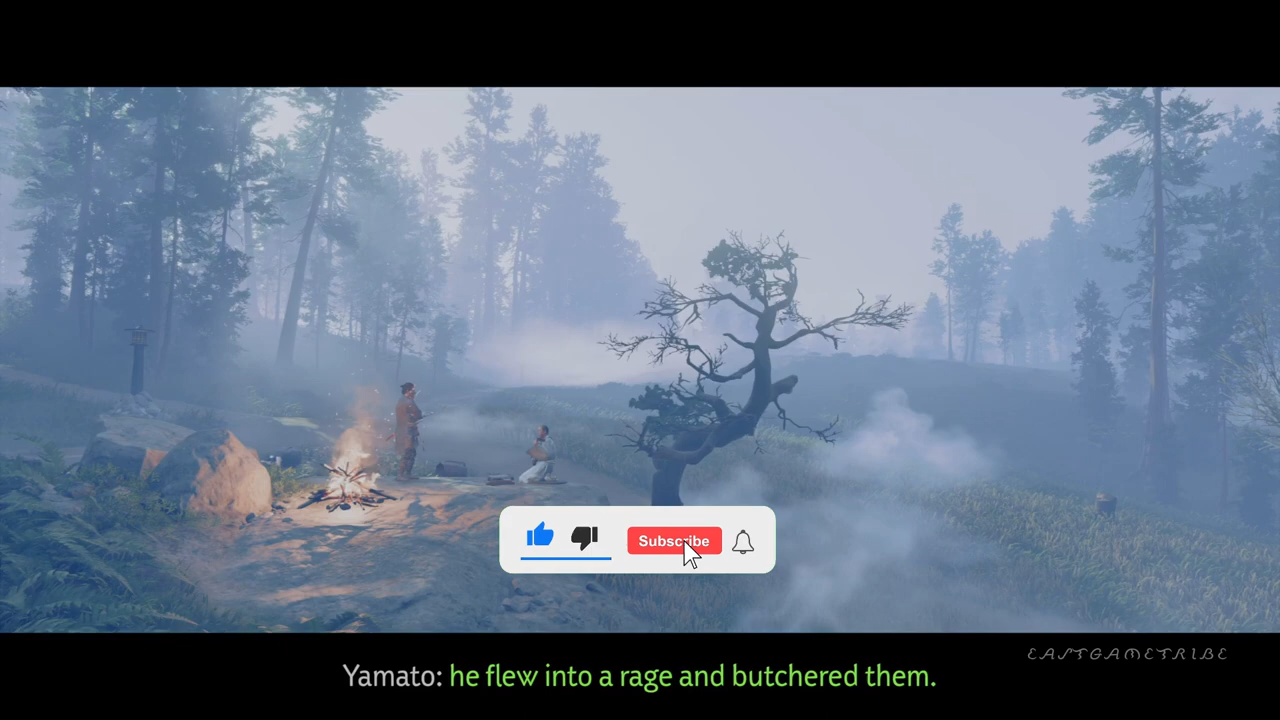 Subscribe
EASTGAMETRIBE
Yamato: he flew into a rage and butchered them.